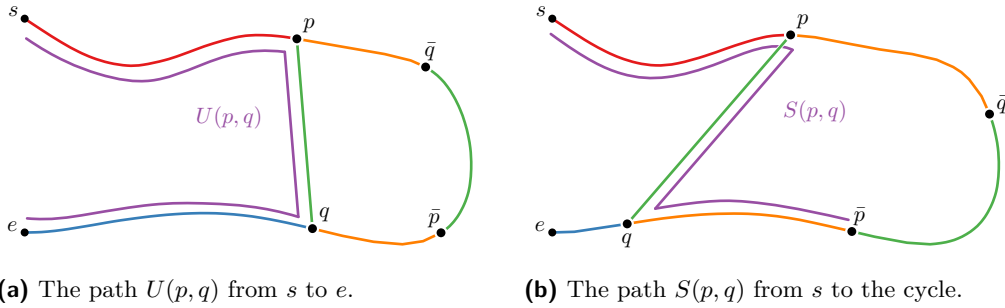 s
p
q̄
U(p, q)
e
q
p̄
s
p
q̄
S(p, q)
e
q
p̄
(a) The path U(p, q) from s to e.
(b) The path S(p, q) from s to the cycle.